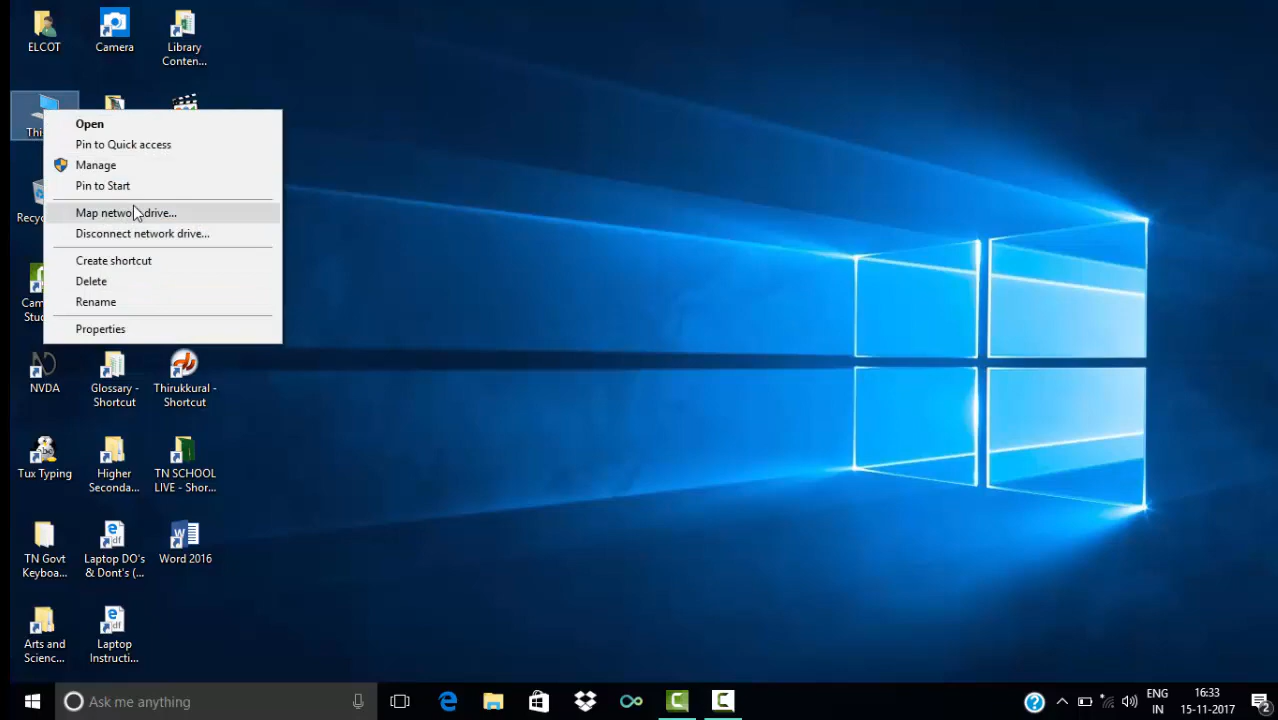 ELCOT
Camera
Library
Conten...
Thi
Open
Pin to Quick access
Manage
Pin to Start
Map network drive...
Disconnect network drive...
Create shortcut
Delete
Rename
Properties
Recyc
Cam
Stud
NVDA
Glossary -
Shortcut
Thirukkural -
Shortcut
Tux Typing
Higher
Seconda...
TN SCHOOL
LIVE - Shor...
TN Govt
Keyboa...
Laptop DO's
& Dont's (...
Word 2016
Arts and
Scienc...
Laptop
Instructi...
Ask me anything
ENG
IN
16:33
15-11-2017
2